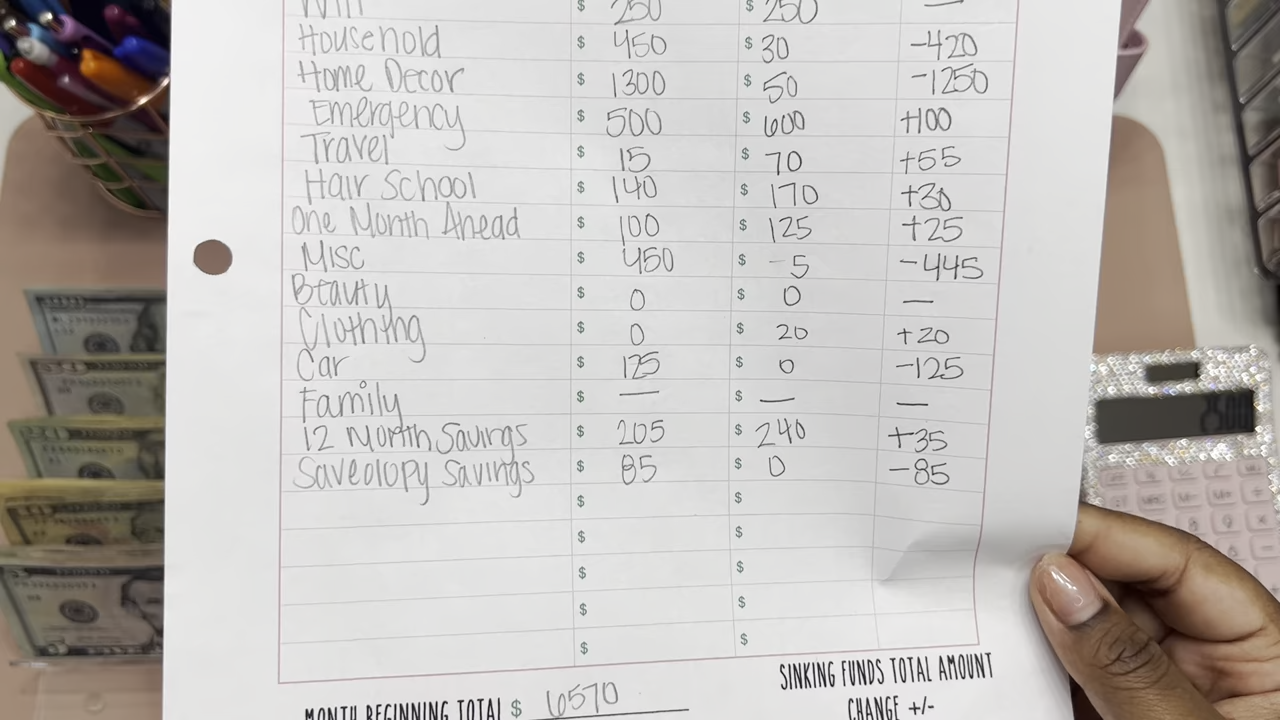 $ 250 $ 250 —
Household $ 450 $ 30 -420
Home Decor $ 1300 $ 50 -1250
Emergency $ 500 $ 600 +100
Travel $ 15 $ 70 +55
Hair School $ 140 $ 170 +30
One Month Ahead $ 100 $ 125 +25
Misc $ 450 $ -5 -445
Beauty $ 0 $ 0 —
Clothing $ 0 $ 20 +20
Car $ 125 $ 0 -125
Family $ — $ — —
12 Month Savings $ 205 $ 240 +35
Saveolopy Savings $ 85 $ 0 -85
$ $
$ $
$ $
$ $
$ $
MONTH BEGINNING TOTAL $ 6570
SINKING FUNDS TOTAL AMOUNT
CHANGE +/-